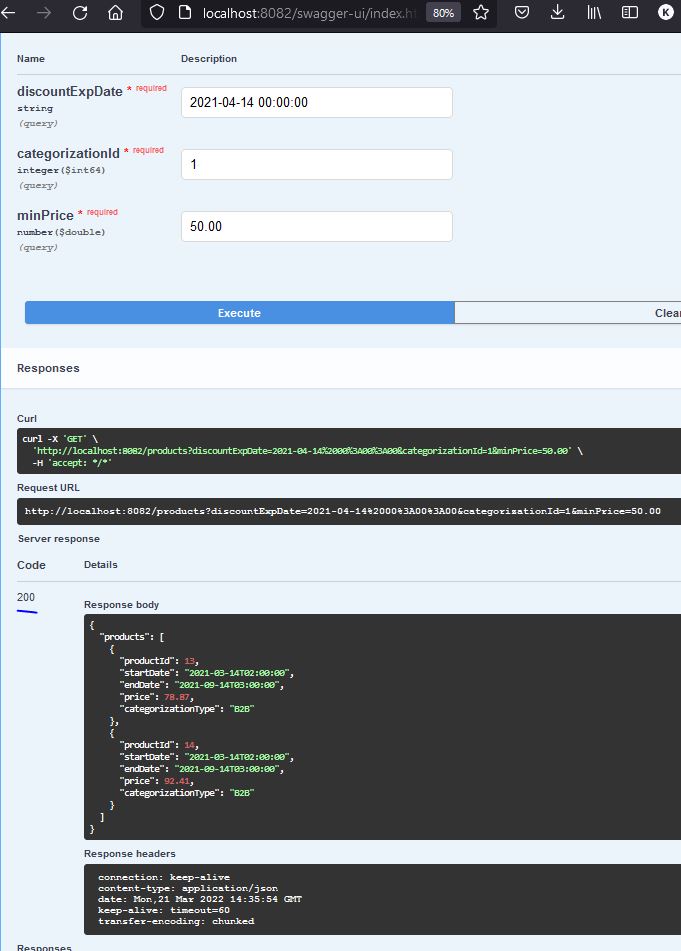 localhost:8082/swagger-ui/index.h
80%
K
Name Description
discountExpDate * required
string
(query)
2021-04-14 00:00:00
categorizationId * required
integer($int64)
(query)
1
minPrice * required
number($double)
(query)
50.00
Execute Clear
Responses
Curl
curl -X 'GET' \
'http://localhost:8082/products?discountExpDate=2021-04-14%2000%3A00%3A00&categorizationId=1&minPrice=50.00' \
-H 'accept: */*'
Request URL
http://localhost:8082/products?discountExpDate=2021-04-14%2000%3A00%3A00&categorizationId=1&minPrice=50.00
Server response
Code Details
200
Response body
{
"products": [
{
"productId": 13,
"startDate": "2021-03-14T02:00:00",
"endDate": "2021-09-14T03:00:00",
"price": 78.87,
"categorizationType": "B2B"
},
{
"productId": 14,
"startDate": "2021-03-14T02:00:00",
"endDate": "2021-09-14T03:00:00",
"price": 92.41,
"categorizationType": "B2B"
}
]
}
Response headers
connection: keep-alive
content-type: application/json
date: Mon,21 Mar 2022 14:35:54 GMT
keep-alive: timeout=60
transfer-encoding: chunked
Responses